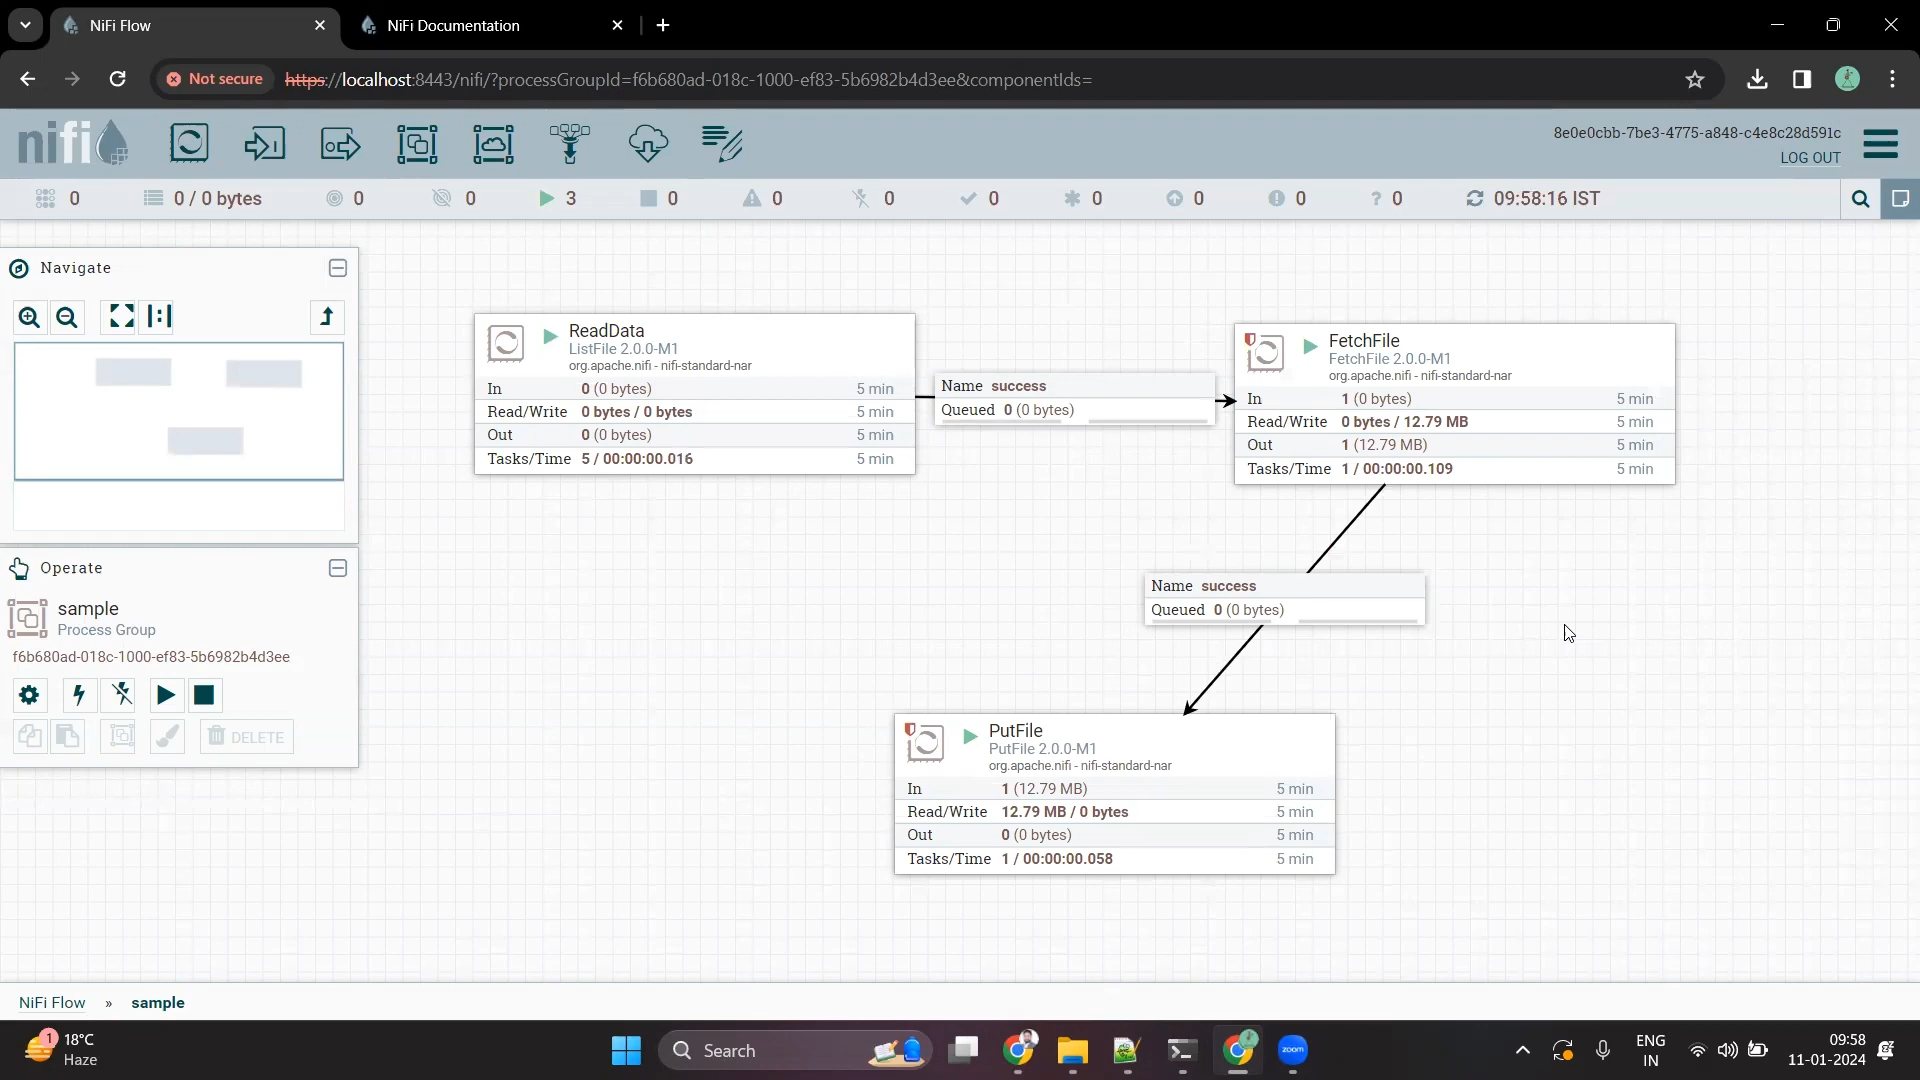 NiFi Flow
NiFi Documentation
Not secure
https://localhost:8443/nifi/?processGroupId=f6b680ad-018c-1000-ef83-5b6982b4d3ee&componentIds=
nifi
8e0e0cbb-7be3-4775-a848-c4e8c28d591c
LOG OUT
0
0 / 0 bytes
0
0
3
0
0
0
0
0
0
0
? 0
09:58:16 IST
Navigate
Operate
sample
Process Group
f6b680ad-018c-1000-ef83-5b6982b4d3ee
DELETE
ReadData
ListFile 2.0.0-M1
org.apache.nifi - nifi-standard-nar
In 0 (0 bytes) 5 min
Read/Write 0 bytes / 0 bytes 5 min
Out 0 (0 bytes) 5 min
Tasks/Time 5 / 00:00:00.016 5 min
Name success
Queued 0 (0 bytes)
FetchFile
FetchFile 2.0.0-M1
org.apache.nifi - nifi-standard-nar
In 1 (0 bytes) 5 min
Read/Write 0 bytes / 12.79 MB 5 min
Out 1 (12.79 MB) 5 min
Tasks/Time 1 / 00:00:00.109 5 min
Name success
Queued 0 (0 bytes)
PutFile
PutFile 2.0.0-M1
org.apache.nifi - nifi-standard-nar
In 1 (12.79 MB) 5 min
Read/Write 12.79 MB / 0 bytes 5 min
Out 0 (0 bytes) 5 min
Tasks/Time 1 / 00:00:00.058 5 min
NiFi Flow » sample
1
18°C
Haze
Search
zoom
ENG
IN
09:58
11-01-2024